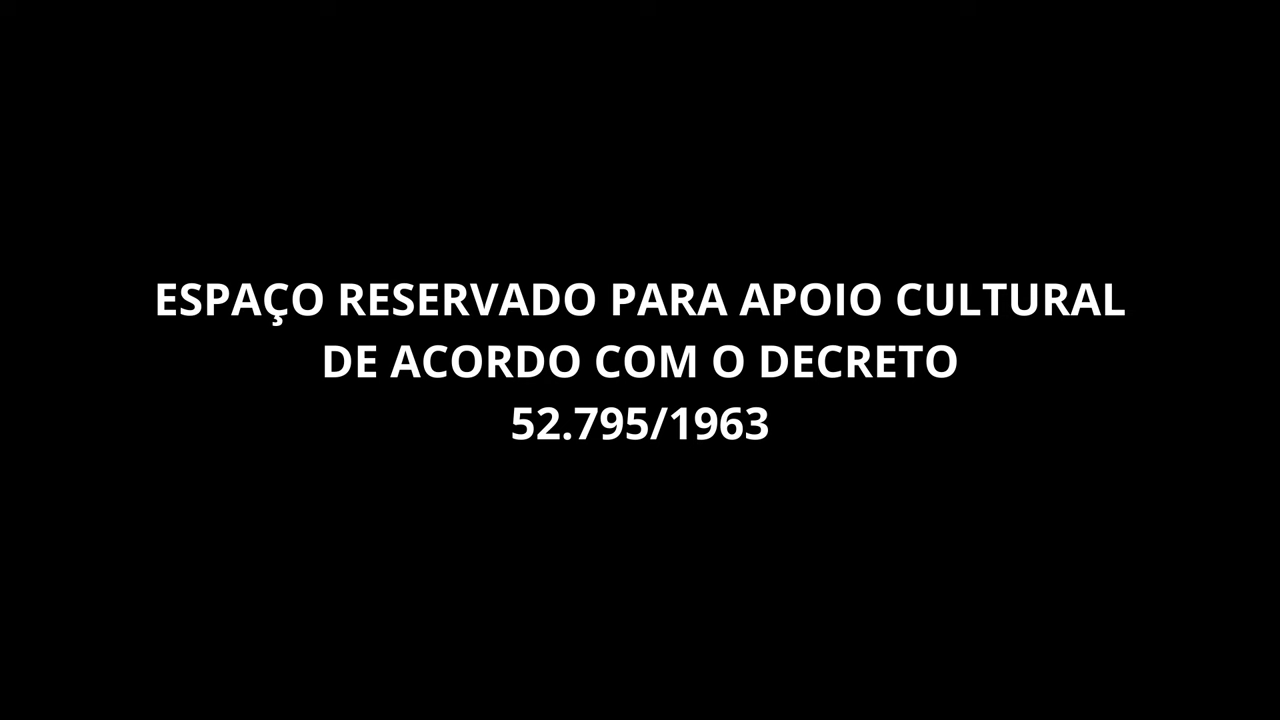 ESPAÇO RESERVADO PARA APOIO CULTURAL
DE ACORDO COM O DECRETO
52.795/1963